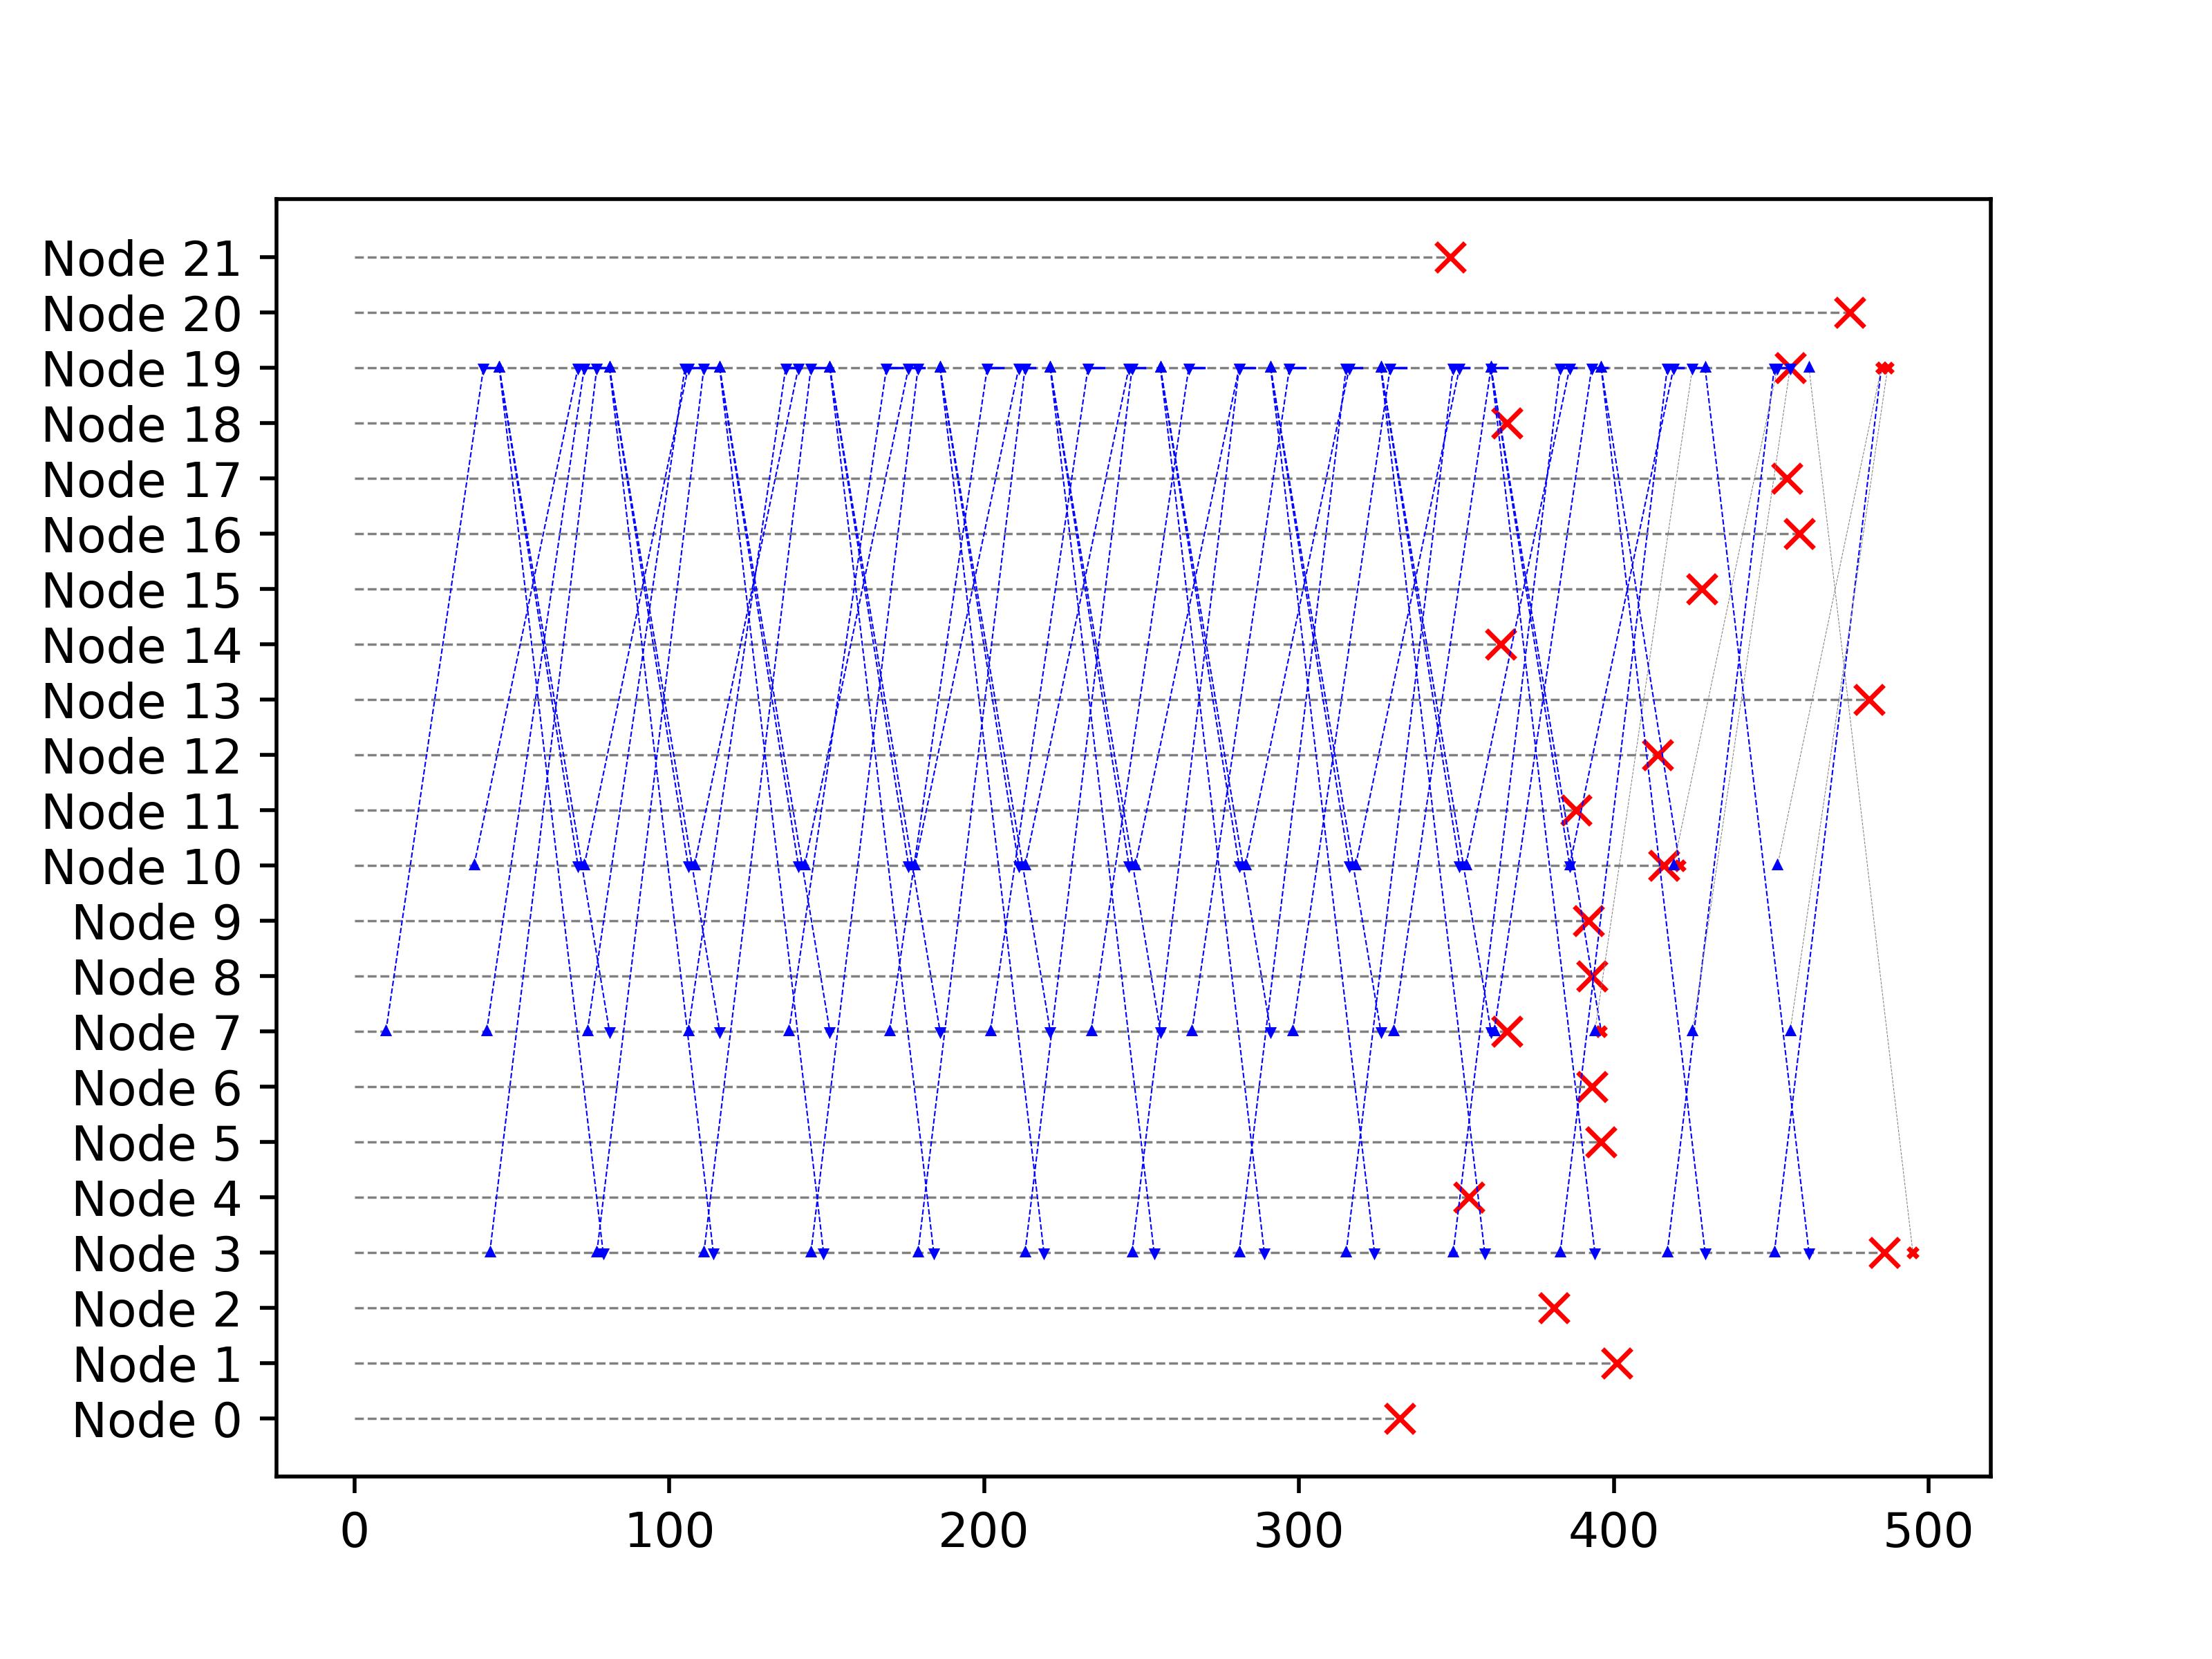 Node 21
Node 20
Node 19
Node 18
Node 17
Node 16
Node 15
Node 14
Node 13
Node 12
Node 11
Node 10
Node 9
Node 8
Node 7
Node 6
Node 5
Node 4
Node 3
Node 2
Node 1
Node 0
0 100 200 300 400 500